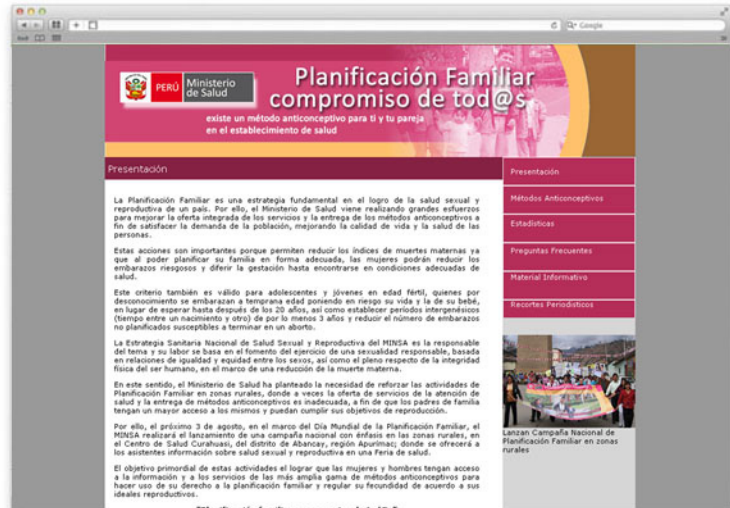 Google
PERÚ
Ministerio
de Salud
Planificación Familiar
compromiso de tod@s
existe un método anticonceptivo para ti y tu pareja
en el establecimiento de salud
Presentación
La Planificación Familiar es una estrategia fundamental en el logro de la salud sexual y
reproductiva de un país. Por ello, el Ministerio de Salud viene realizando grandes esfuerzos
para mejorar la oferta integrada de los servicios y la entrega de los métodos anticonceptivos a
fin de satisfacer la demanda de la población, mejorando la calidad de vida y la salud de las
personas.
Estas acciones son importantes porque permiten reducir los índices de muertes maternas ya
que al poder planificar su familia en forma adecuada, las mujeres podrán reducir los
embarazos riesgosos y diferir la gestación hasta encontrarse en condiciones adecuadas de
salud.
Este criterio también es válido para adolescentes y jóvenes en edad fértil, quienes por
desconocimiento se embarazan a temprana edad poniendo en riesgo su vida y la de su bebé,
en lugar de esperar hasta después de los 20 años, así como establecer períodos intergenésicos
(tiempo entre un nacimiento y otro) de por lo menos 3 años y reducir el número de embarazos
no planificados susceptibles a terminar en un aborto.
La Estrategia Sanitaria Nacional de Salud Sexual y Reproductiva del MINSA es la responsable
del tema y su labor se basa en el fomento del ejercicio de una sexualidad responsable, basada
en relaciones de igualdad y equidad entre los sexos, así como el pleno respecto de la integridad
física del ser humano, en el marco de una reducción de la muerte materna.
En este sentido, el Ministerio de Salud ha planteado la necesidad de reforzar las actividades de
Planificación Familiar en zonas rurales, donde a veces la oferta de servicios de la atención de
salud y la entrega de métodos anticonceptivos es inadecuada, a fin de que los padres de familia
tengan un mayor acceso a los mismos y puedan cumplir sus objetivos de reproducción.
Por ello, el próximo 3 de agosto, en el marco del Día Mundial de la Planificación Familiar, el
MINSA realizará el lanzamiento de una campaña nacional con énfasis en las zonas rurales, en
el Centro de Salud Curahuasi, del distrito de Abancay, región Apurímac; donde se ofrecerá a
los asistentes información sobre salud sexual y reproductiva en una Feria de salud.
El objetivo primordial de estas actividades el lograr que las mujeres y hombres tengan acceso
a la información y a los servicios de las más amplia gama de métodos anticonceptivos para
hacer uso de su derecho a la planificación familiar y regular su fecundidad de acuerdo a sus
ideales reproductivos.
Presentación
Métodos Anticonceptivos
Estadísticas
Preguntas Frecuentes
Material Informativo
Recortes Periodísticos
Lanzan Campaña Nacional de
Planificación Familiar en zonas
rurales